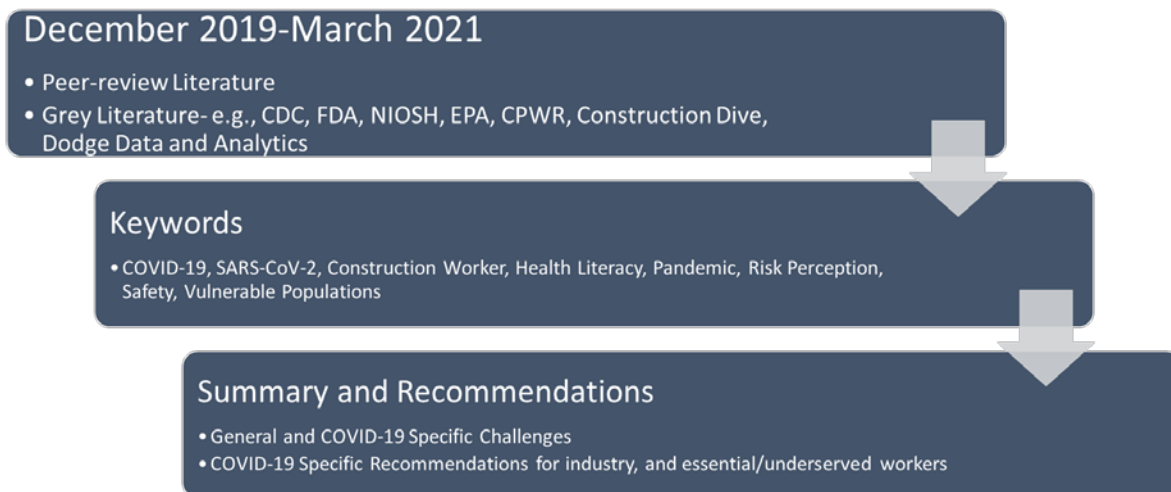 December 2019-March 2021
• Peer-review Literature
• Grey Literature- e.g., CDC, FDA, NIOSH, EPA, CPWR, Construction Dive,
Dodge Data and Analytics
Keywords
• COVID-19, SARS-CoV-2, Construction Worker, Health Literacy, Pandemic, Risk Perception,
Safety, Vulnerable Populations
Summary and Recommendations
• General and COVID-19 Specific Challenges
• COVID-19 Specific Recommendations for industry, and essential/underserved workers